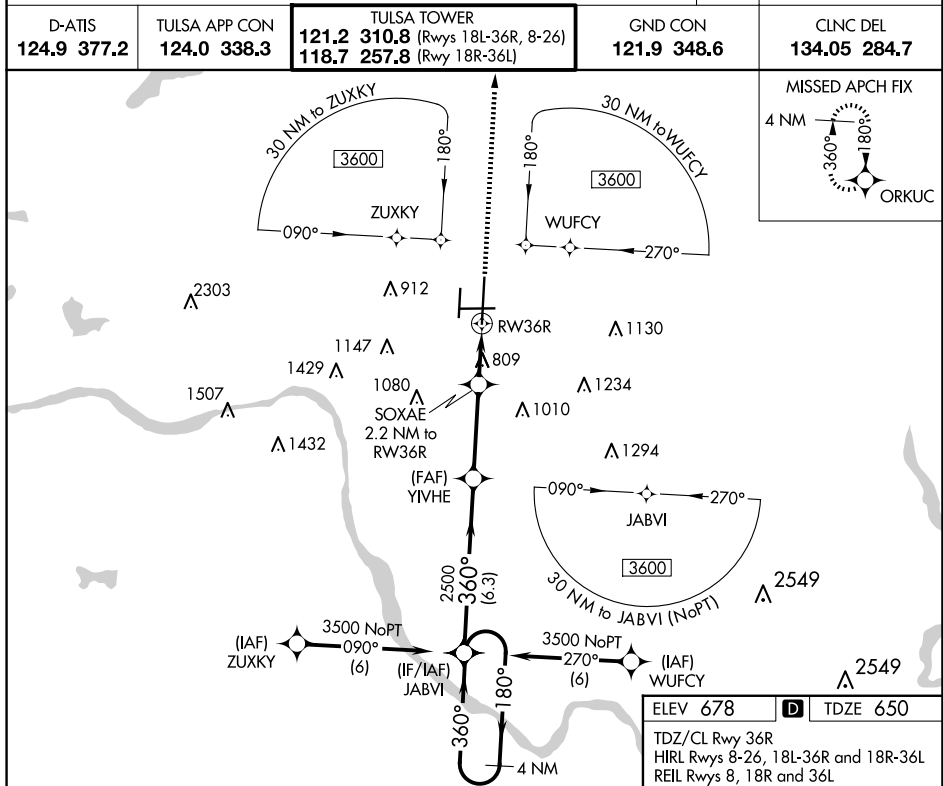 D-ATIS
124.9 377.2
TULSA APP CON
124.0 338.3
TULSA TOWER
121.2 310.8 (Rwys 18L-36R, 8-26)
118.7 257.8 (Rwy 18R-36L)
GND CON
121.9 348.6
CLNC DEL
134.05 284.7
MISSED APCH FIX
4 NM
360°
180°
ORKUC
30 NM to ZUXKY
3600
180°
ZUXKY
090°
30 NM to WUFCY
180°
3600
WUFCY
270°
2303
912
RW36R
1130
1147
809
1429
1080
1234
1507
SOXAE
2.2 NM to
RW36R
1010
1432
1294
(FAF)
YIVHE
090°
270°
JABVI
3600
30 NM to JABVI (NoPT)
2500
360°
(6.3)
2549
3500 NoPT
090°
(6)
(IAF)
ZUXKY
(IF/IAF)
JABVI
3500 NoPT
270°
(6)
(IAF)
WUFCY
2549
360°
180°
4 NM
ELEV 678
D
TDZE 650
TDZ/CL Rwy 36R
HIRL Rwys 8-26, 18L-36R and 18R-36L
REIL Rwys 8, 18R and 36L